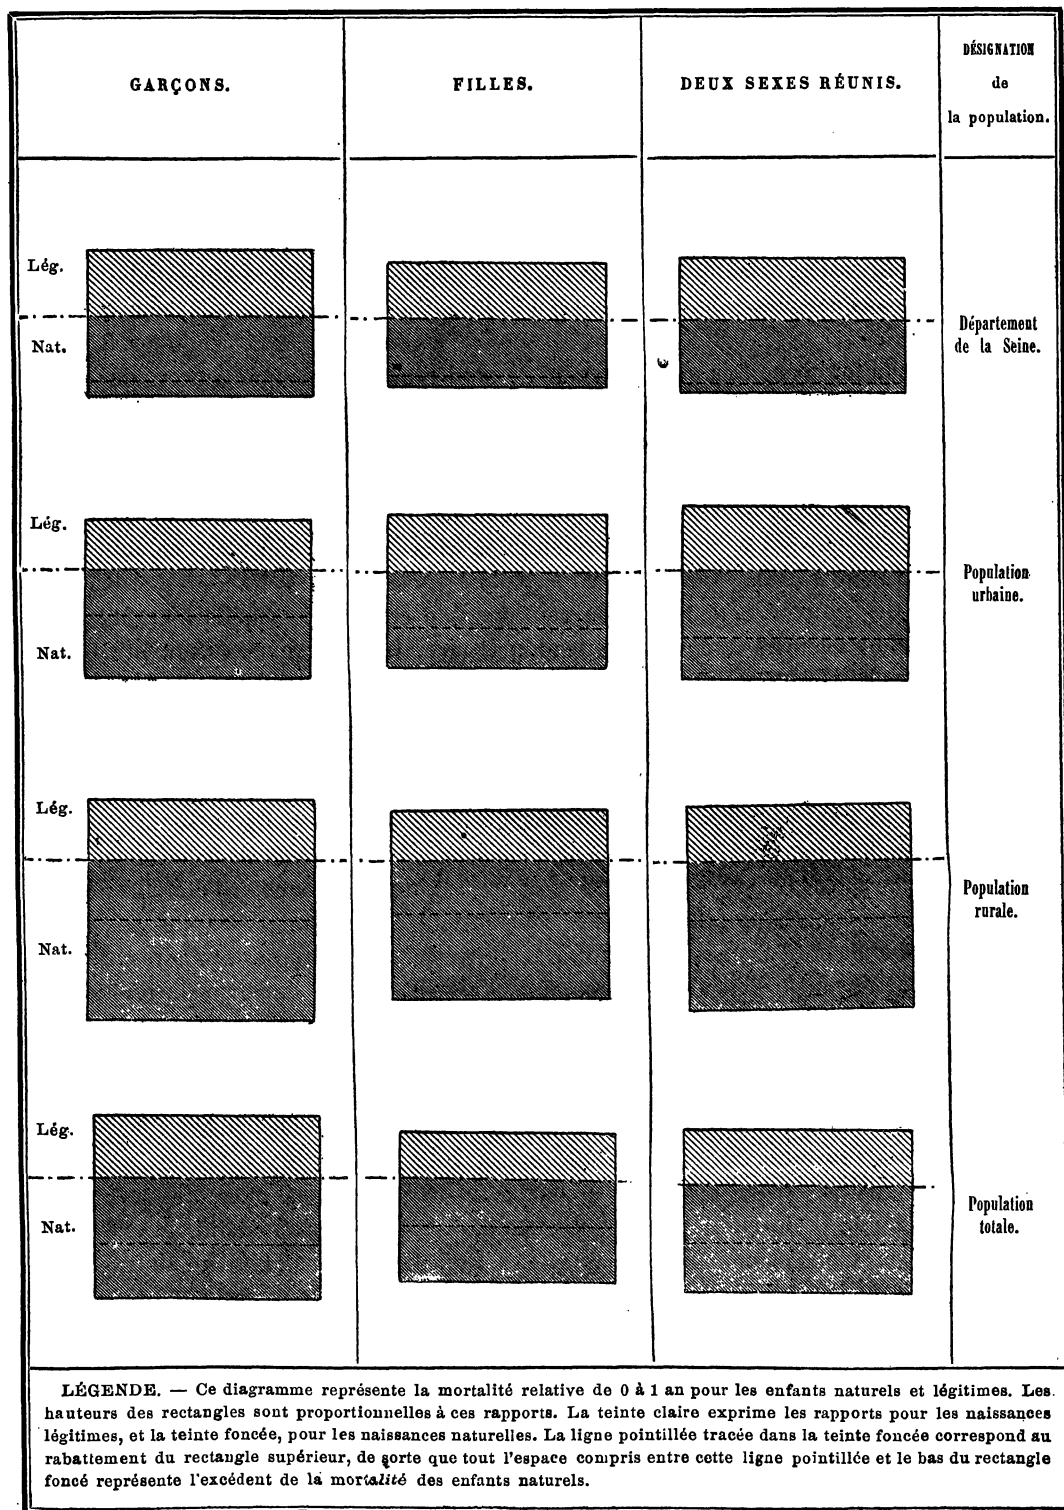 GARÇONS.
FILLES.
DEUX SEXES RÉUNIS.
DÉSIGNATION
de
la population.
Lég.
Nat.
Département
de la Seine.
Lég.
Nat.
Population
urbaine.
Lég.
Nat.
Population
rurale.
Lég.
Nat.
Population
totale.
LÉGENDE. — Ce diagramme représente la mortalité relative de 0 à 1 an pour les enfants naturels et légitimes. Les
hauteurs des rectangles sont proportionnelles à ces rapports. La teinte claire exprime les rapports pour les naissances
légitimes, et la teinte foncée, pour les naissances naturelles. La ligne pointillée tracée dans la teinte foncée correspond au
rabattement du rectangle supérieur, de sorte que tout l'espace compris entre cette ligne pointillée et le bas du rectangle
foncé représente l'excédent de la mortalité des enfants naturels.